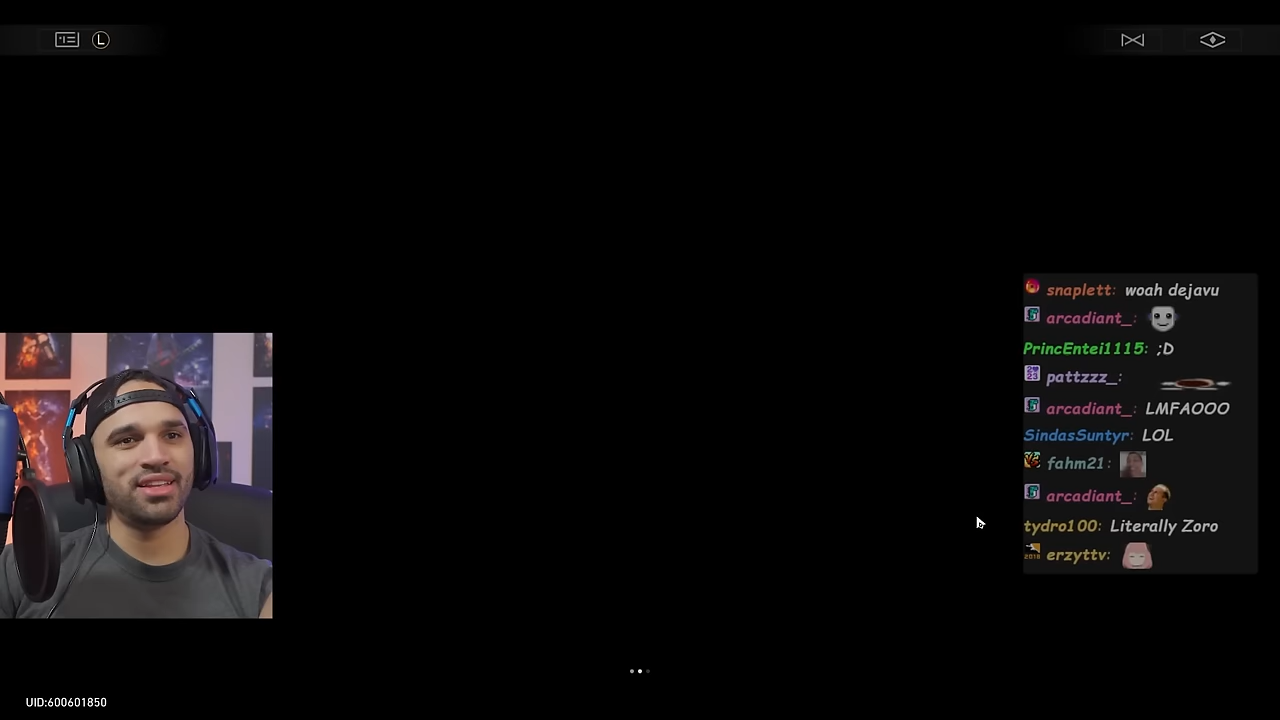 L
snaplett: woah dejavu
arcadiant_:
PrincEntei1115: ;D
pattzzz_:
arcadiant_: LMFAOOO
SindasSuntyr: LOL
fahm21:
arcadiant_:
tydro100: Literally Zoro
erzyttv:
UID:600601850